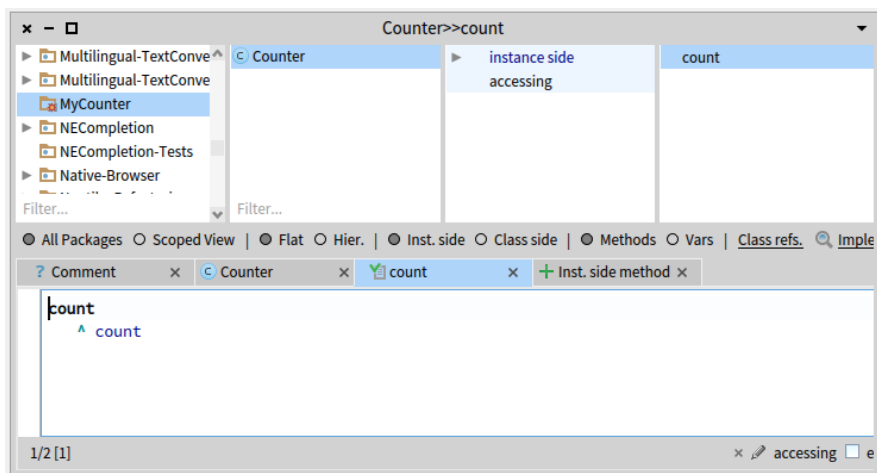 Counter>>count
Multilingual-TextConve
Multilingual-TextConve
MyCounter
NECompletion
NECompletion-Tests
Native-Browser
Filter...
Counter
Filter...
instance side
accessing
count
All Packages Scoped View | Flat Hier. | Inst. side Class side | Methods Vars | Class refs. Imple
? Comment × Counter × count × Inst. side method ×
count
^ count
1/2 [1] × accessing e